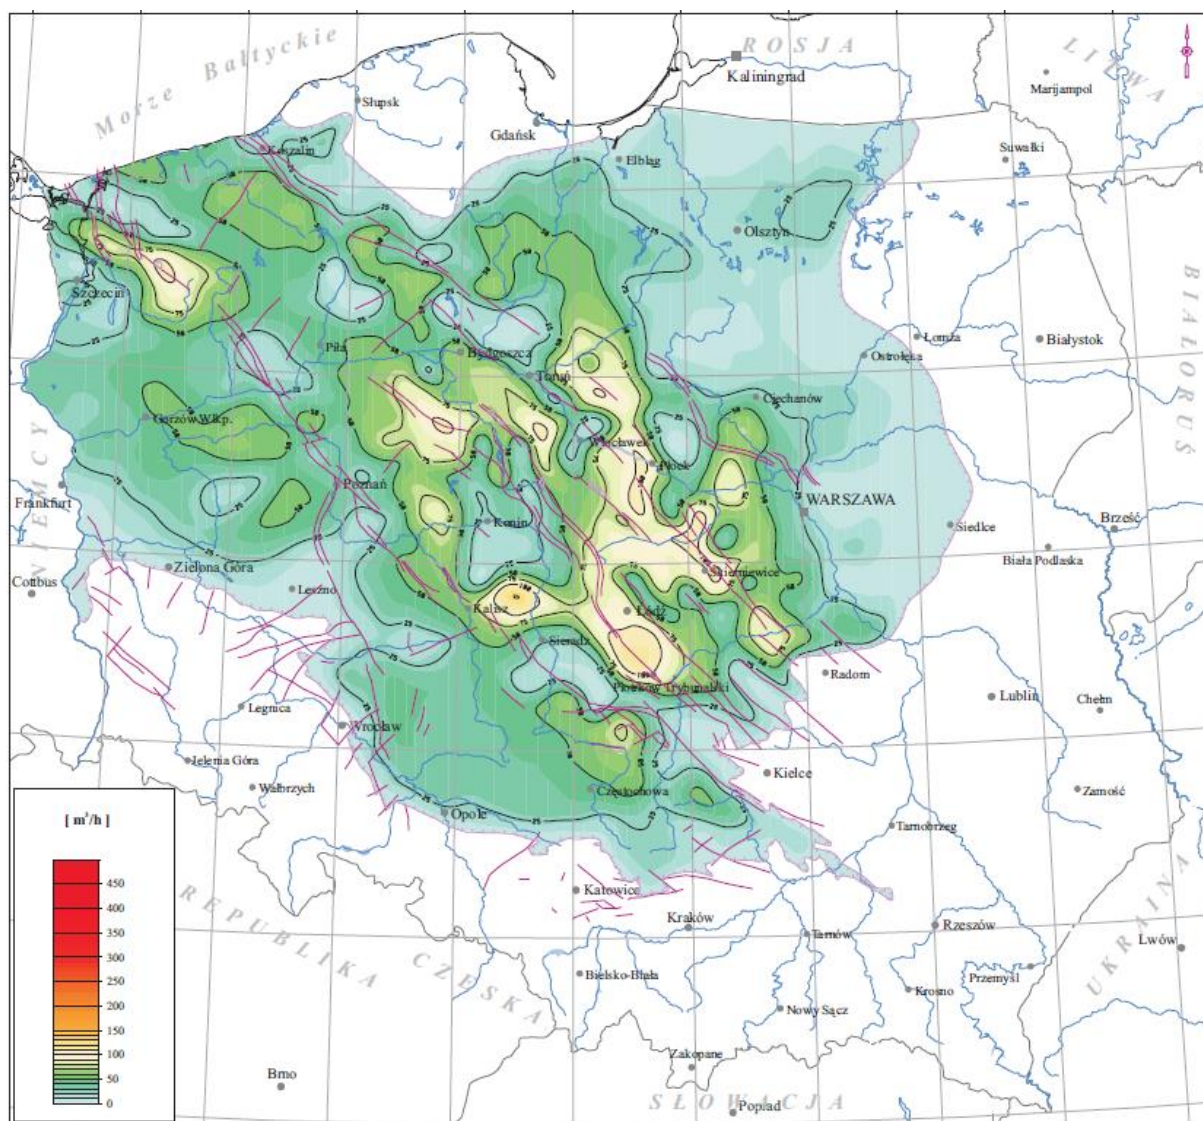 Morze Bałtyckie
ROSJA
LITWA
Kaliningrad
Marijampol
Słupsk
Gdańsk
Koszalin
Elbląg
Suwałki
Olsztyn
Szczecin
BIAŁORUŚ
Piła
Bydgoszcz
Łomża
Białystok
Ostrołęka
Toruń
Ciechanów
Gorzów Wlkp.
Włocławek
Płock
NIEMCY
Poznań
WARSZAWA
Frankfurt
Konin
Siedlce
Brześć
Biała Podlaska
Zielona Góra
Skierniewice
Cottbus
Leszno
Kalisz
Łódź
Sieradz
Radom
Piotrków Trybunalski
Lublin
Chełm
Legnica
Wrocław
Jelenia Góra
Kielce
Wałbrzych
Częstochowa
Zamość
Opole
Tarnobrzeg
[ m³/h ]
450
400
350
300
250
200
150
100
50
0
Katowice
REPUBLIKA CZESKA
Kraków
Rzeszów
Tarnów
Lwów
UKRAINA
Bielsko-Biała
Przemyśl
Krosno
Nowy Sącz
Zakopane
Brno
SŁOWACJA
Poprad